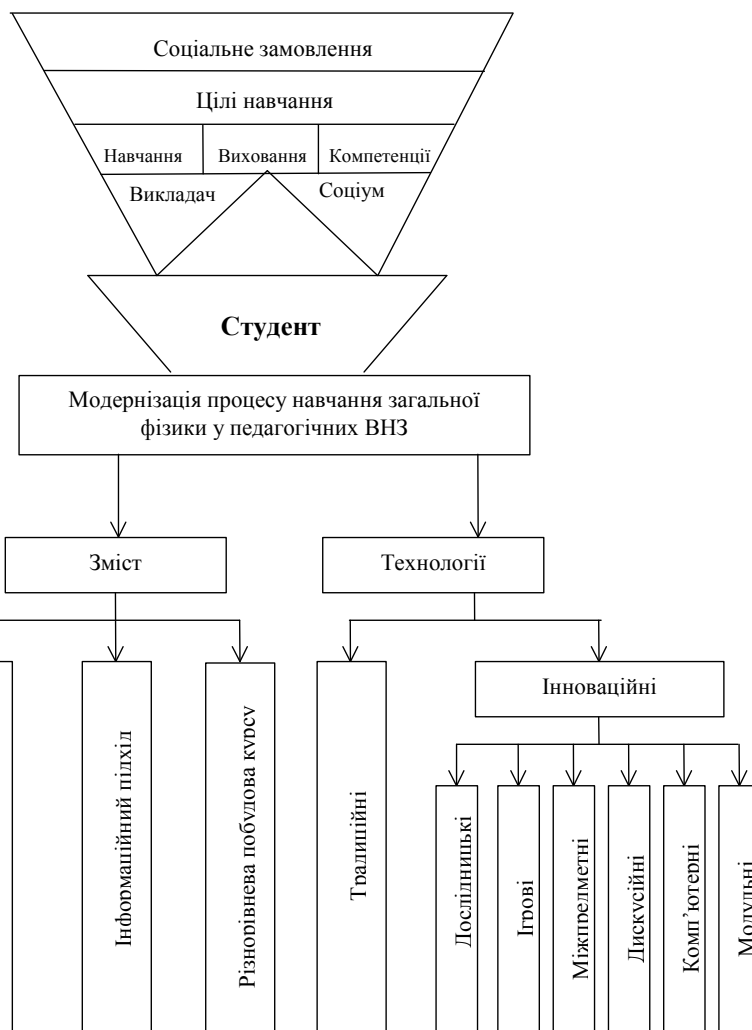 Соціальне замовлення
Цілі навчання
Навчання
Виховання
Компетенції
Викладач
Соціум
Студент
Модернізація процесу навчання загальної
фізики у педагогічних ВНЗ
Зміст
Технології
Інформаційний підхід
Різнорівнева побудова курсу
Традиційні
Інноваційні
Дослідницькі
Ігрові
Міжпредметні
Дискусійні
Комп’ютерні
Модульні